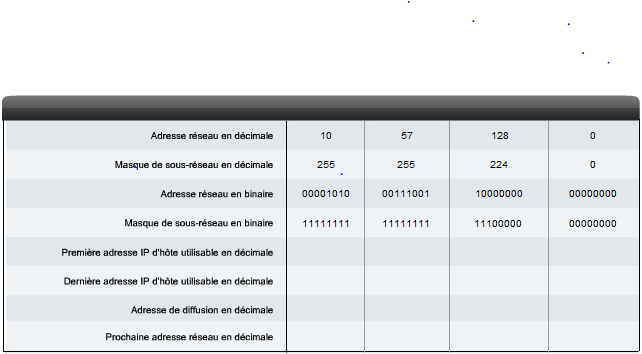 Adresse réseau en décimale 10 57 128 0
Masque de sous-réseau en décimale 255 255 224 0
Adresse réseau en binaire 00001010 00111001 10000000 00000000
Masque de sous-réseau en binaire 11111111 11111111 11100000 00000000
Première adresse IP d'hôte utilisable en décimale
Dernière adresse IP d'hôte utilisable en décimale
Adresse de diffusion en décimale
Prochaine adresse réseau en décimale